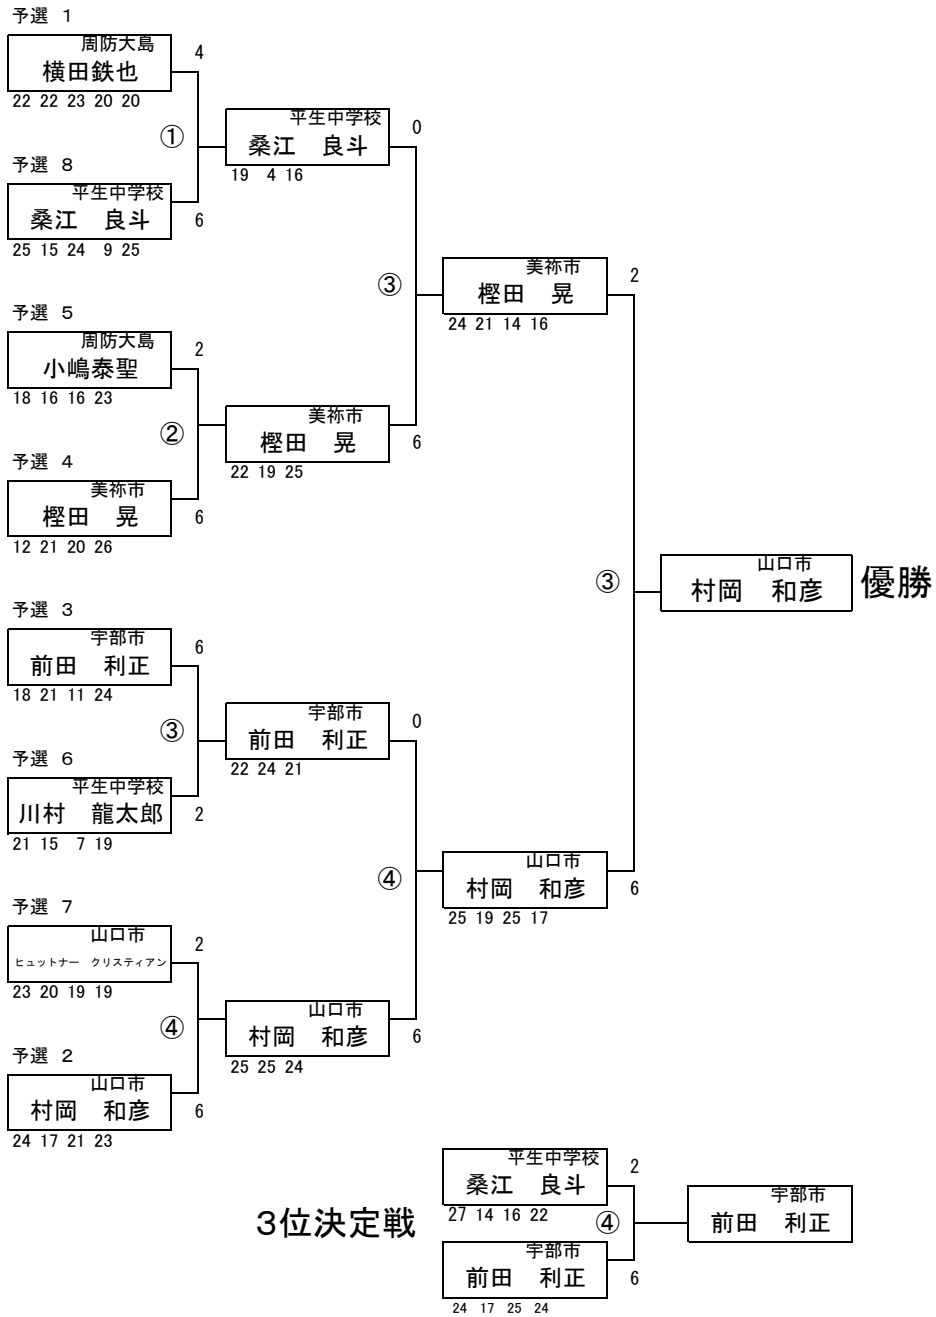 予選 1
周防大島
横田鉄也
22 22 23 20 20
4
①
予選 8
平生中学校
桑江 良斗
25 15 24 9 25
6
平生中学校
桑江 良斗
19 4 16
0
予選 5
周防大島
小嶋泰聖
18 16 16 23
2
②
予選 4
美祢市
樫田 晃
12 21 20 26
6
美祢市
樫田 晃
22 19 25
6
③
美祢市
樫田 晃
24 21 14 16
2
予選 3
宇部市
前田 利正
18 21 11 24
6
③
予選 6
平生中学校
川村 龍太郎
21 15 7 19
2
宇部市
前田 利正
22 24 21
0
予選 7
山口市
ヒュットナー クリスティアン
23 20 19 19
2
④
予選 2
山口市
村岡 和彦
24 17 21 23
6
山口市
村岡 和彦
25 25 24
6
④
山口市
村岡 和彦
25 19 25 17
6
③
山口市
村岡 和彦
優勝
3位決定戦
平生中学校
桑江 良斗
27 14 16 22
2
④
宇部市
前田 利正
24 17 25 24
6
宇部市
前田 利正